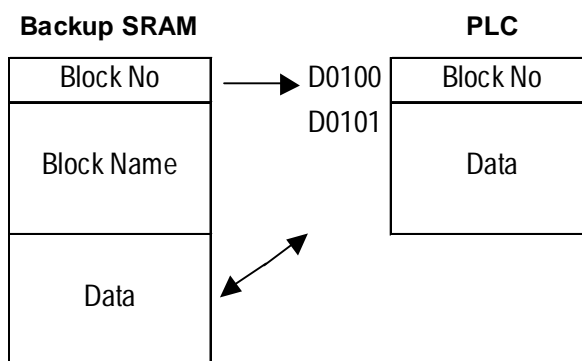 Backup SRAM
PLC
Block No
D0100
Block No
D0101
Block Name
Data
Data